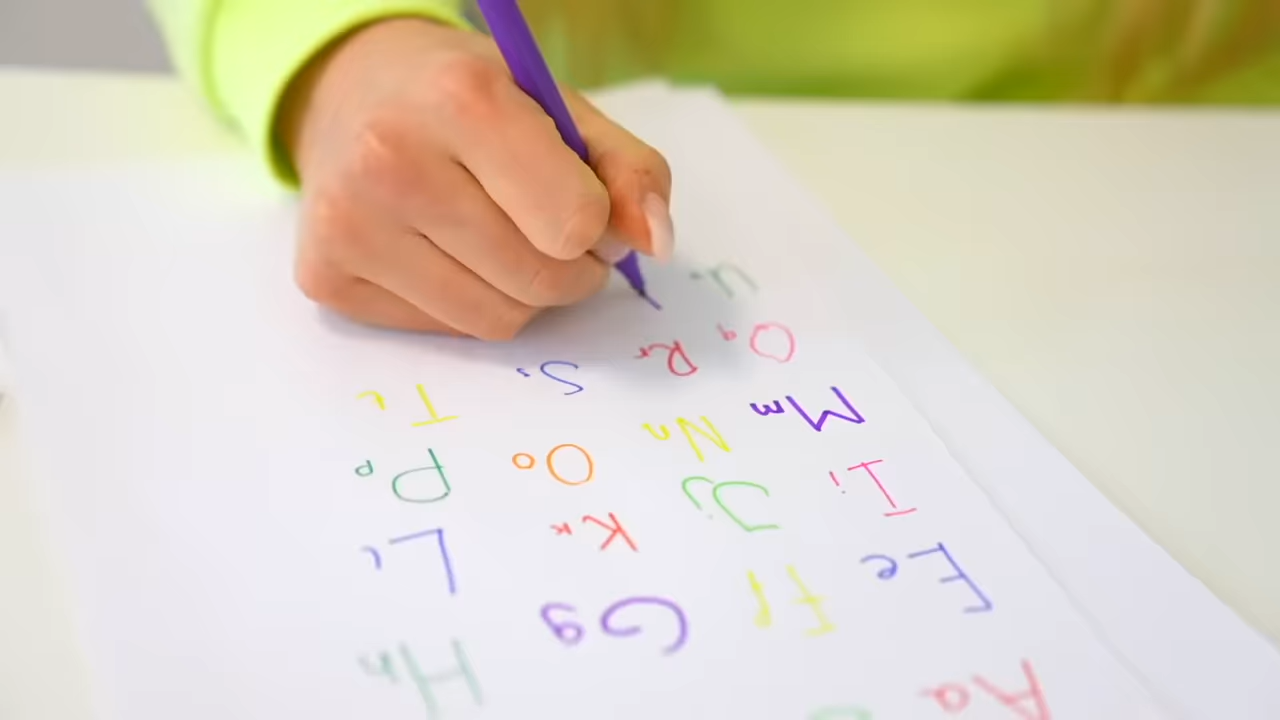 Aa
Ee Ff Gg Hh
Ii Jj Kk Ll
Mm Nn Oo Pp
Qq Rr Ss Tt
Uu